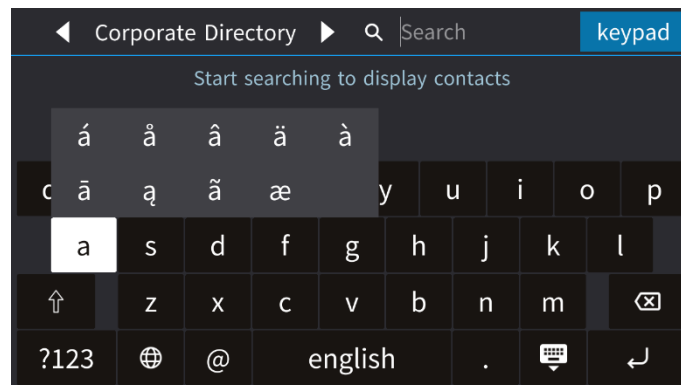 Corporate Directory Search keypad
Start searching to display contacts
á å â ä à
ā ą ã æ y u i o p
a s d f g h j k l
z x c v b n m
?123 @ english .